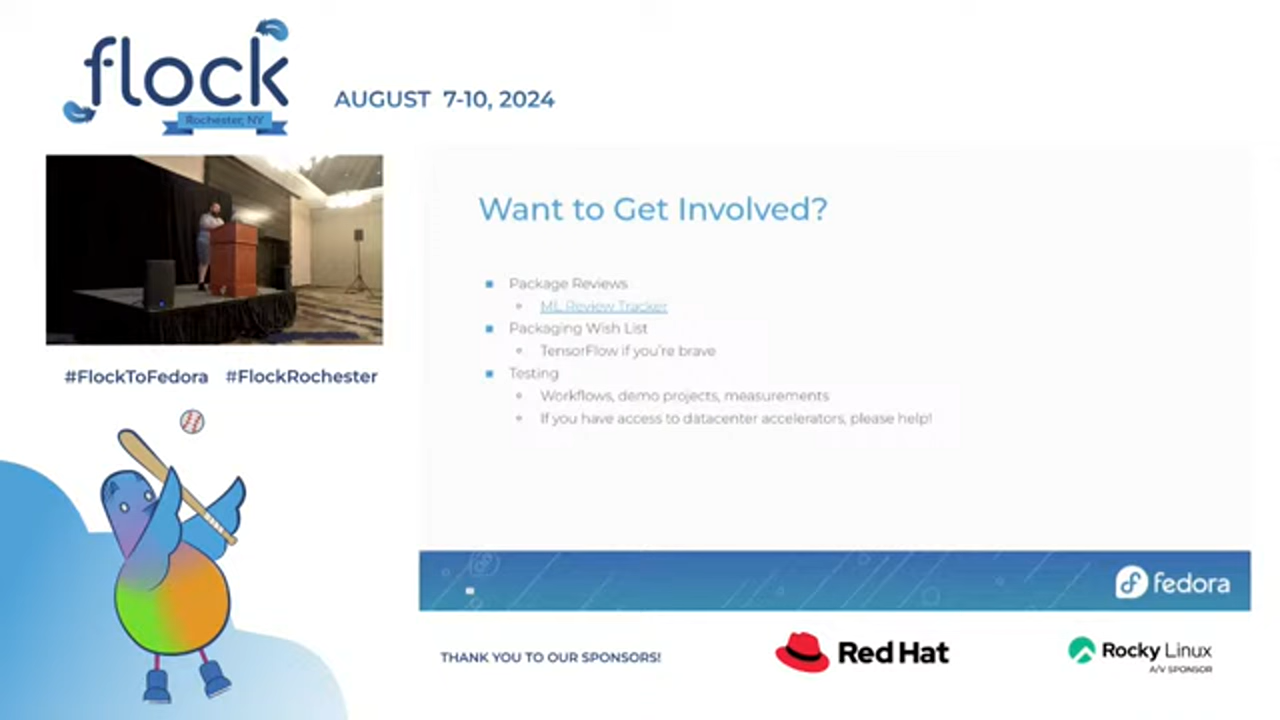 flock
Rochester, NY
AUGUST 7-10, 2024
#FlockToFedora #FlockRochester
Want to Get Involved?
Package Reviews
ML Review Tracker
Packaging Wish List
TensorFlow if you're brave
Testing
Workflows, demo projects, measurements
If you have access to datacenter accelerators, please help!
fedora
THANK YOU TO OUR SPONSORS!
Red Hat
Rocky Linux
A/V SPONSOR